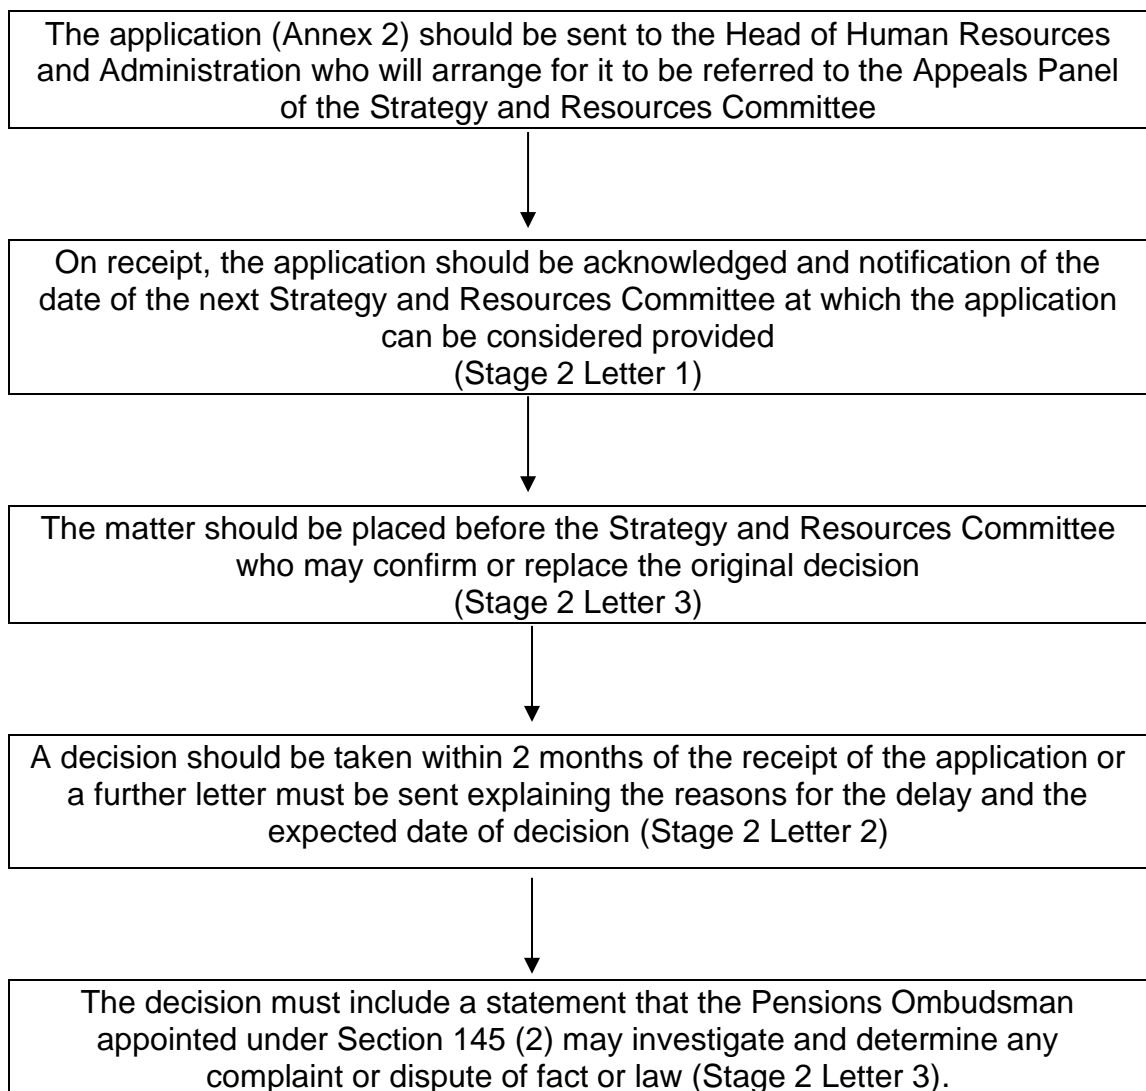 The application (Annex 2) should be sent to the Head of Human Resources
and Administration who will arrange for it to be referred to the Appeals Panel
of the Strategy and Resources Committee
On receipt, the application should be acknowledged and notification of the
date of the next Strategy and Resources Committee at which the application
can be considered provided
(Stage 2 Letter 1)
The matter should be placed before the Strategy and Resources Committee
who may confirm or replace the original decision
(Stage 2 Letter 3)
A decision should be taken within 2 months of the receipt of the application or
a further letter must be sent explaining the reasons for the delay and the
expected date of decision (Stage 2 Letter 2)
The decision must include a statement that the Pensions Ombudsman
appointed under Section 145 (2) may investigate and determine any
complaint or dispute of fact or law (Stage 2 Letter 3).